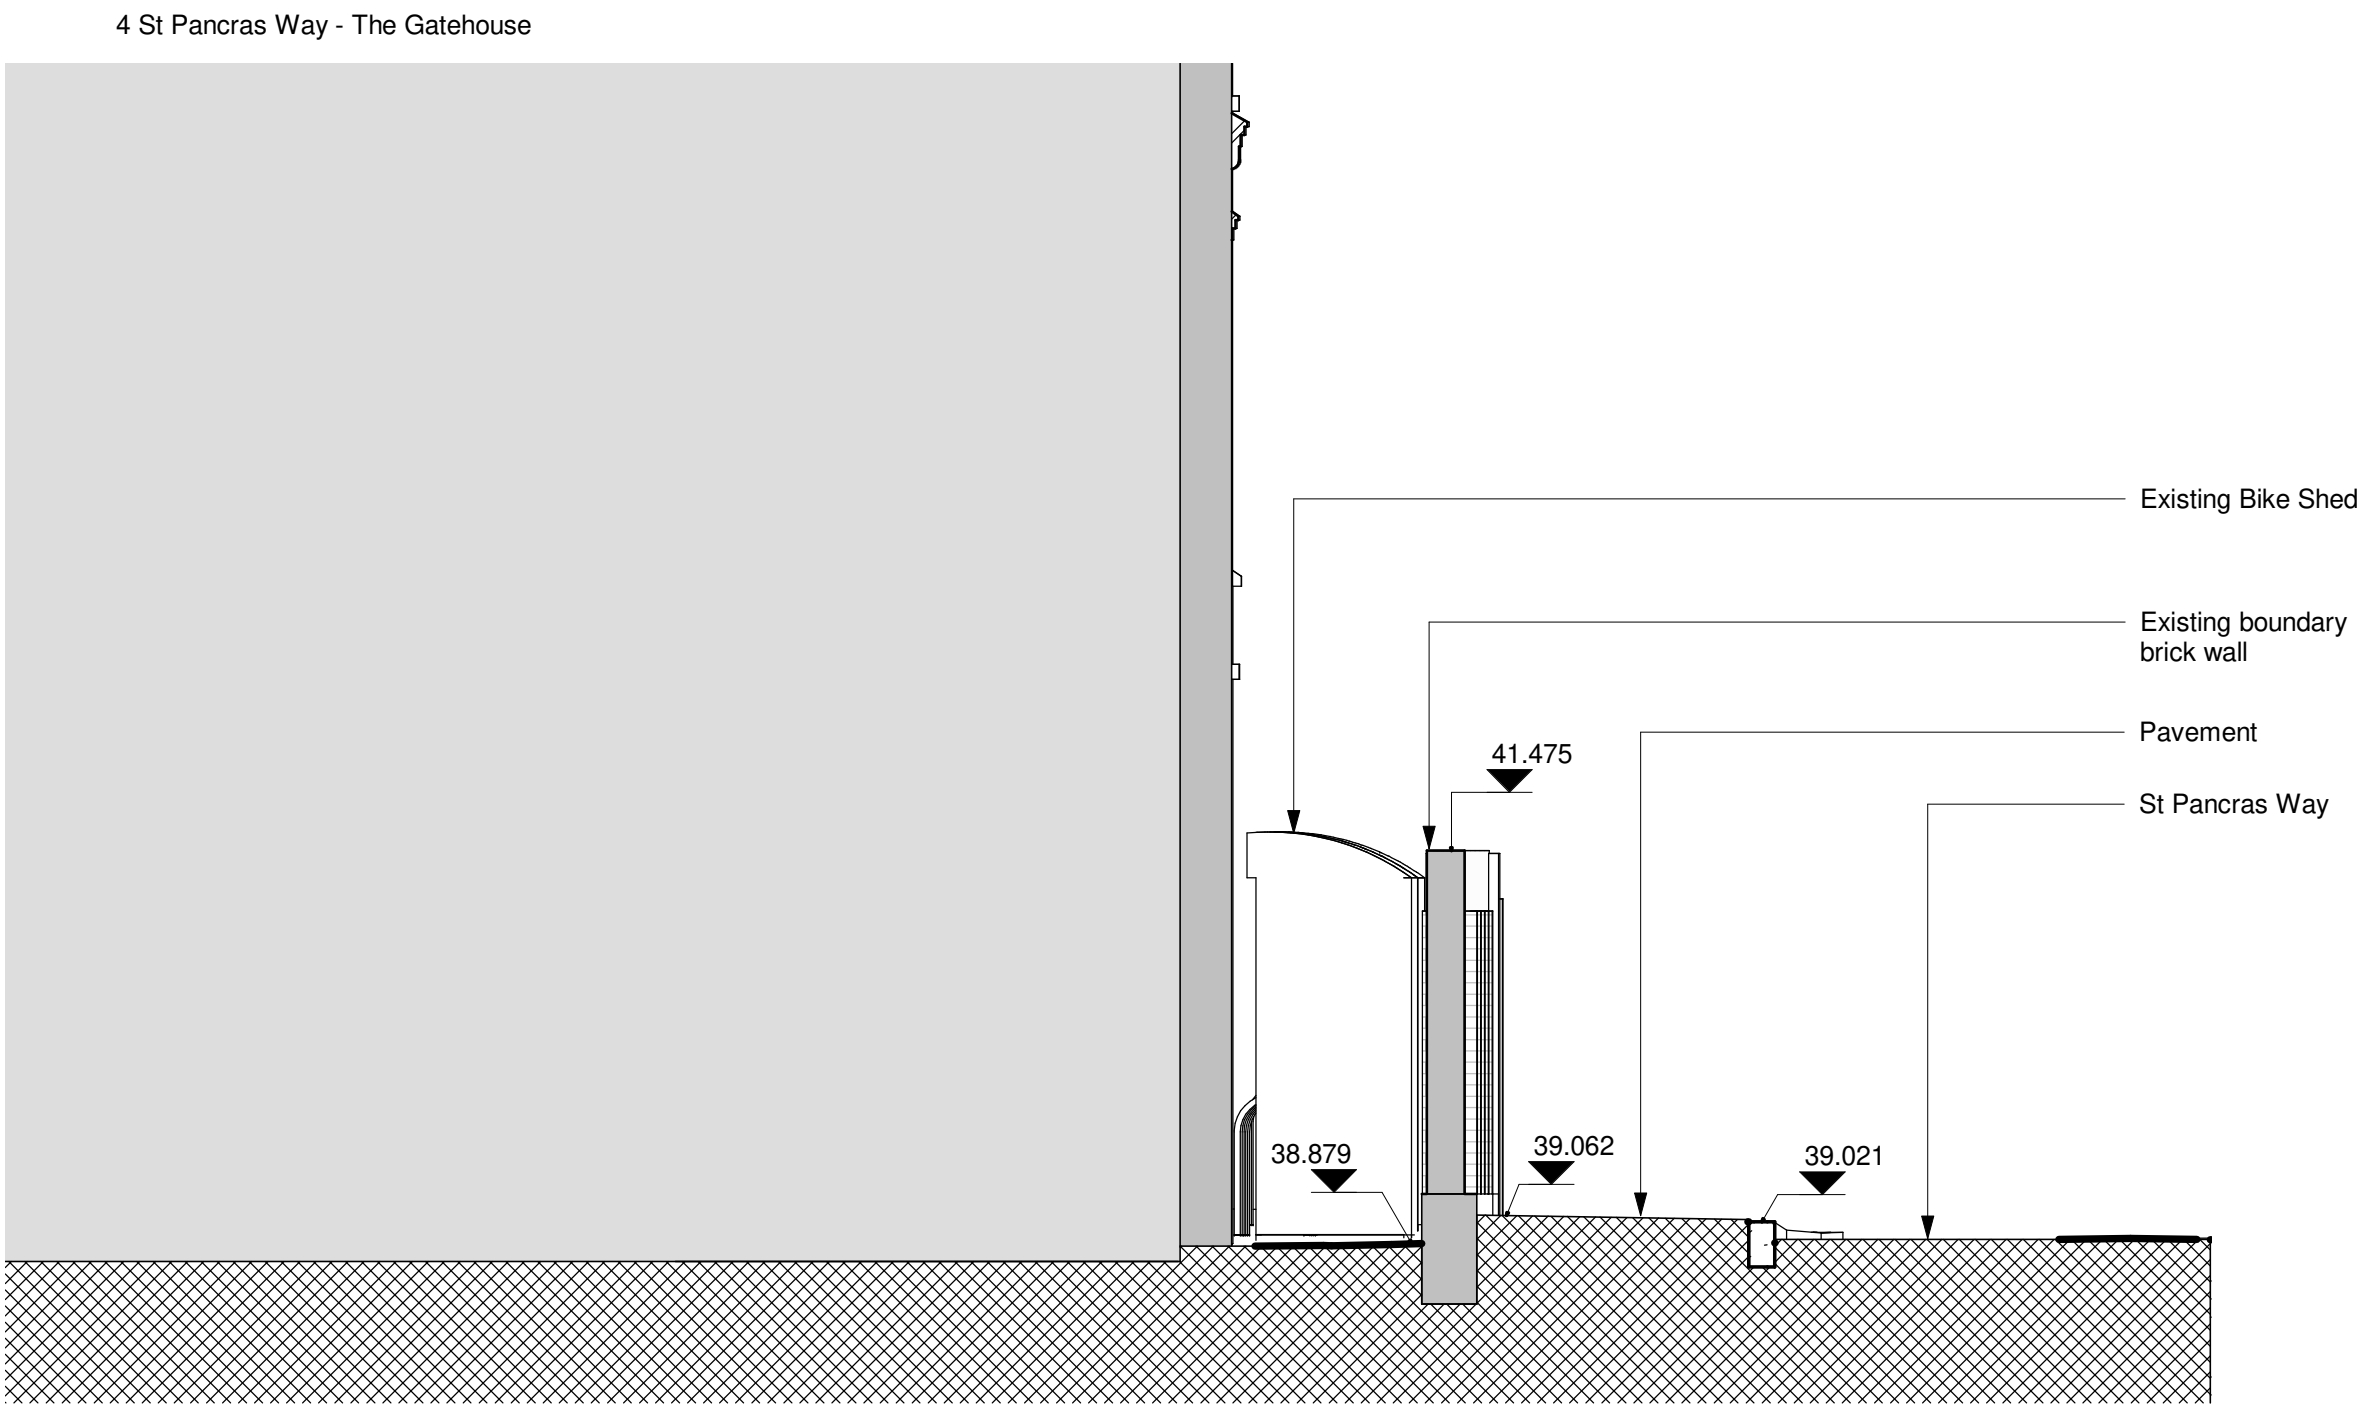 4 St Pancras Way - The Gatehouse
Existing Bike Shed
Existing boundary
brick wall
Pavement
41.475
St Pancras Way
38.879
39.062
39.021